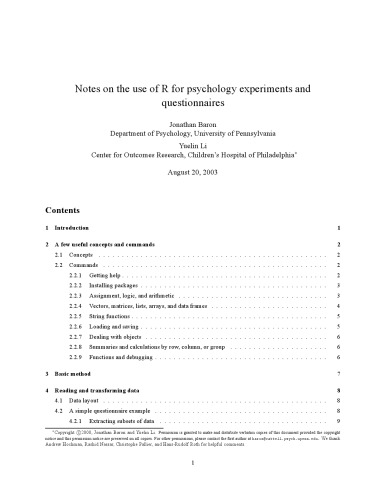 Notes on the use of R for psychology experiments and
questionnaires
Jonathan Baron
Department of Psychology, University of Pennsylvania
Yuelin Li
Center for Outcomes Research, Children's Hospital of Philadelphia*
August 20, 2003
Contents
1 Introduction 1
2 A few useful concepts and commands 2
2.1 Concepts . . . . . . . . . . 2
2.2 Commands . . . . . . . . . . 2
2.2.1 Getting help . . . . . . . . . . 2
2.2.2 Installing packages . . . . . . . . . . 3
2.2.3 Assignment, logic, and arithmetic . . . . . . . . . . 3
2.2.4 Vectors, matrices, lists, arrays, and data frames . . . . . . . . . . 4
2.2.5 String functions . . . . . . . . . . 5
2.2.6 Loading and saving . . . . . . . . . . 5
2.2.7 Dealing with objects . . . . . . . . . . 6
2.2.8 Summaries and calculations by row, column, or group . . . . . . . . . . 6
2.2.9 Functions and debugging . . . . . . . . . . 6
3 Basic method 7
4 Reading and transforming data 8
4.1 Data layout . . . . . . . . . . 8
4.2 A simple questionnaire example . . . . . . . . . . 8
4.2.1 Extracting subsets of data . . . . . . . . . . 9
*Copyright ©2000, Jonathan Baron and Yuelin Li. Permission is granted to make and distribute verbatim copies of this document provided the copyright
notice and this permission notice are preserved on all copies. For other permissions, please contact the first author at baron@cattell.psych.upenn.edu. We thank
Andrew Hochman, Rashid Nassar, Christophe Pallier, and Hans-Rudolf Roth for helpful comments.
1